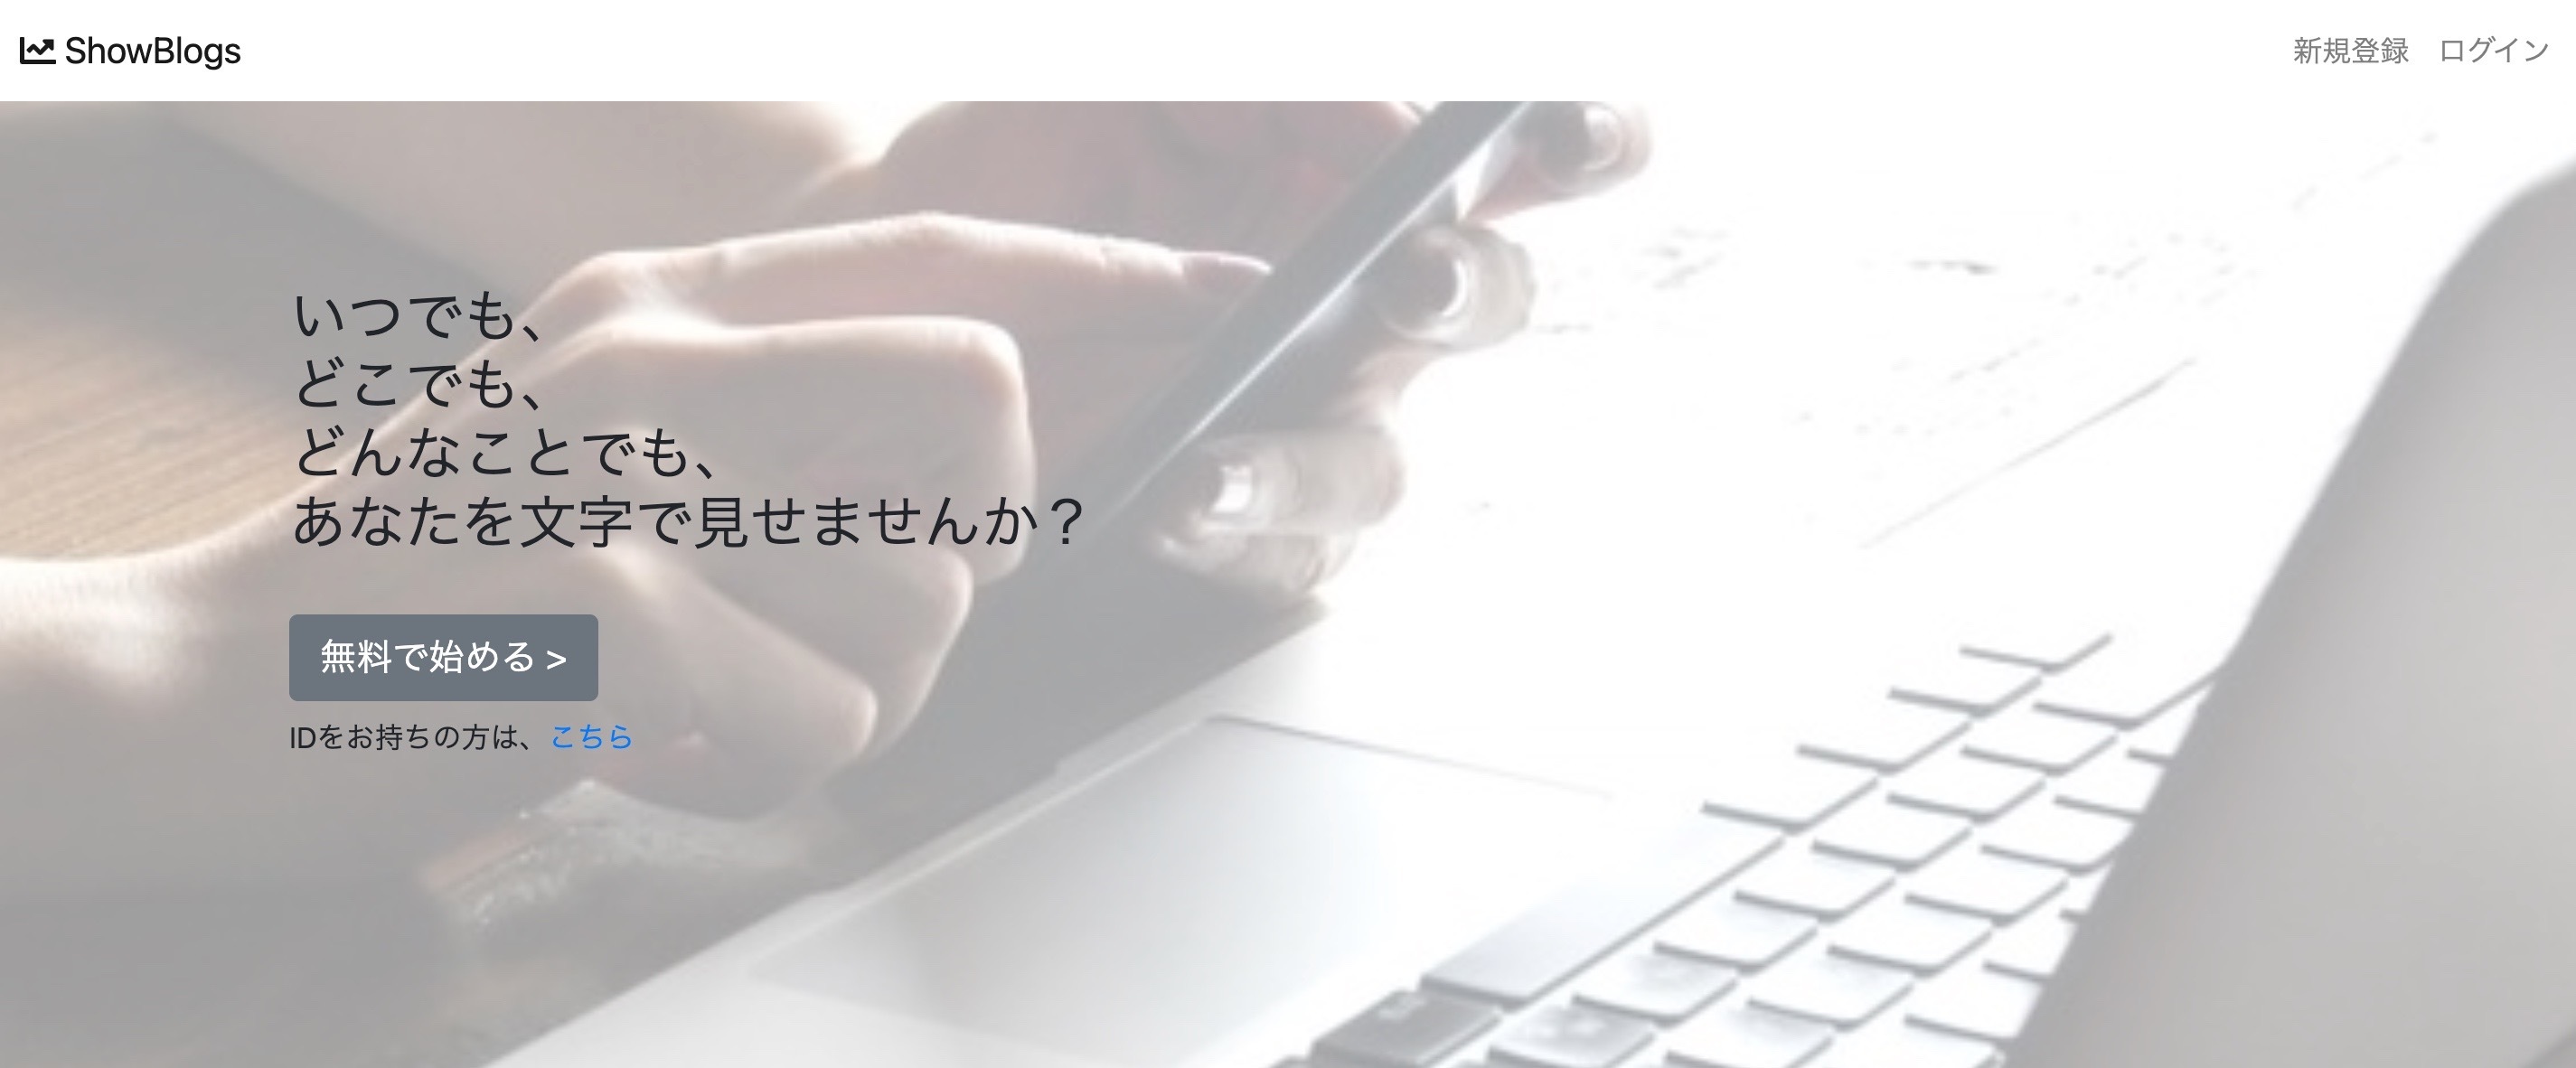 ShowBlogs
新規登録 ログイン
いつでも、
どこでも、
どんなことでも、
あなたを文字で見せませんか？
無料で始める >
IDをお持ちの方は、こちら